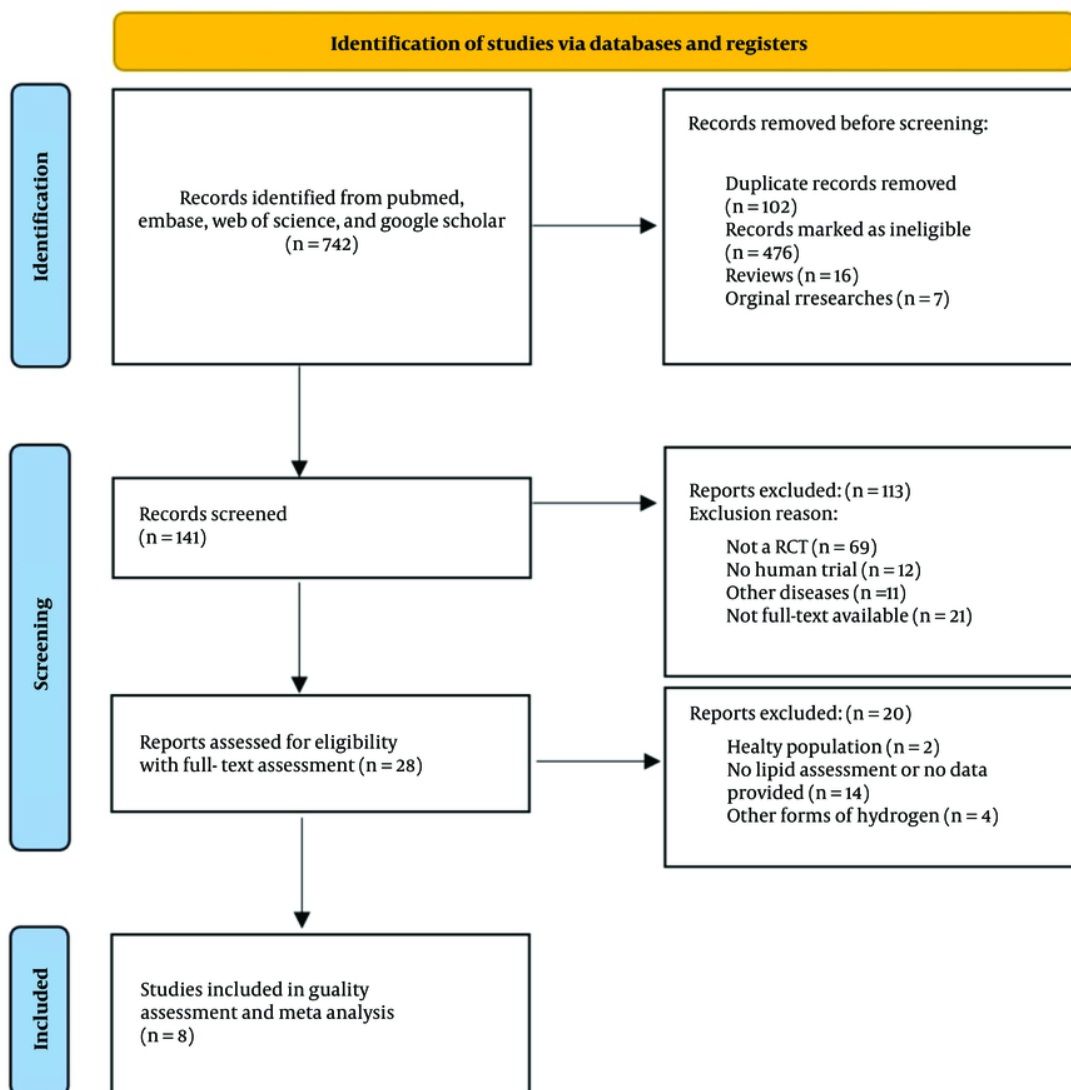 Identification of studies via databases and registers
Identification
Records identified from pubmed,
embase, web of science, and google scholar
(n = 742)
Records removed before screening:
Duplicate records removed
(n = 102)
Records marked as ineligible
(n = 476)
Reviews (n = 16)
Orginal rresearches (n = 7)
Screening
Records screened
(n = 141)
Reports excluded: (n = 113)
Exclusion reason:
Not a RCT (n = 69)
No human trial (n = 12)
Other diseases (n =11)
Not full-text available (n = 21)
Reports assessed for eligibility
with full- text assessment (n = 28)
Reports excluded: (n = 20)
Healty population (n = 2)
No lipid assessment or no data
provided (n = 14)
Other forms of hydrogen (n = 4)
Included
Studies included in guality
assessment and meta analysis
(n = 8)